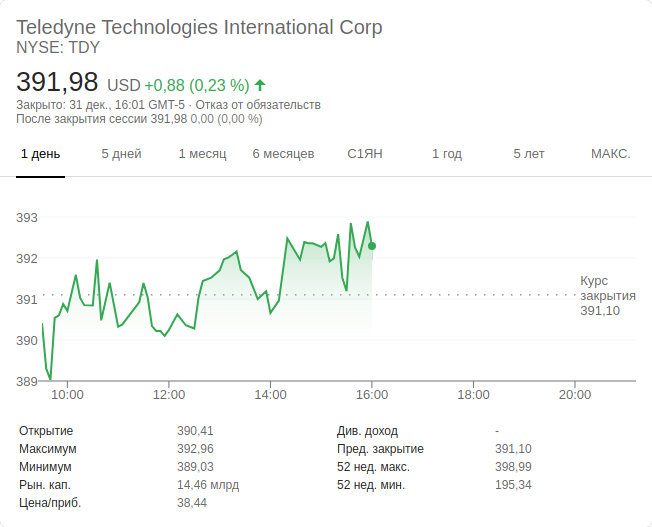 Teledyne Technologies International Corp
NYSE: TDY
391,98 USD +0,88 (0,23 %)
Закрыто: 31 дек., 16:01 GMT-5 · Отказ от обязательств
После закрытия сессии 391,98 0,00 (0,00 %)
1 день 5 дней 1 месяц 6 месяцев С1ЯН 1 год 5 лет МАКС.
393
392
391
390
389
Курс
закрытия
391,10
10:00 12:00 14:00 16:00 18:00 20:00
Открытие 390,41 Див. доход -
Максимум 392,96 Пред. закрытие 391,10
Минимум 389,03 52 нед. макс. 398,99
Рын. кап. 14,46 млрд 52 нед. мин. 195,34
Цена/приб. 38,44